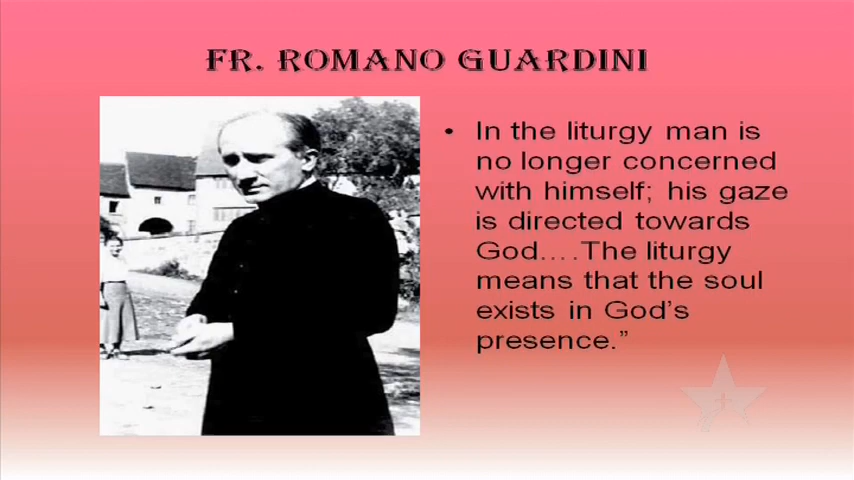 FR. ROMANO GUARDINI
• In the liturgy man is
no longer concerned
with himself; his gaze
is directed towards
God....The liturgy
means that the soul
exists in God's
presence.”